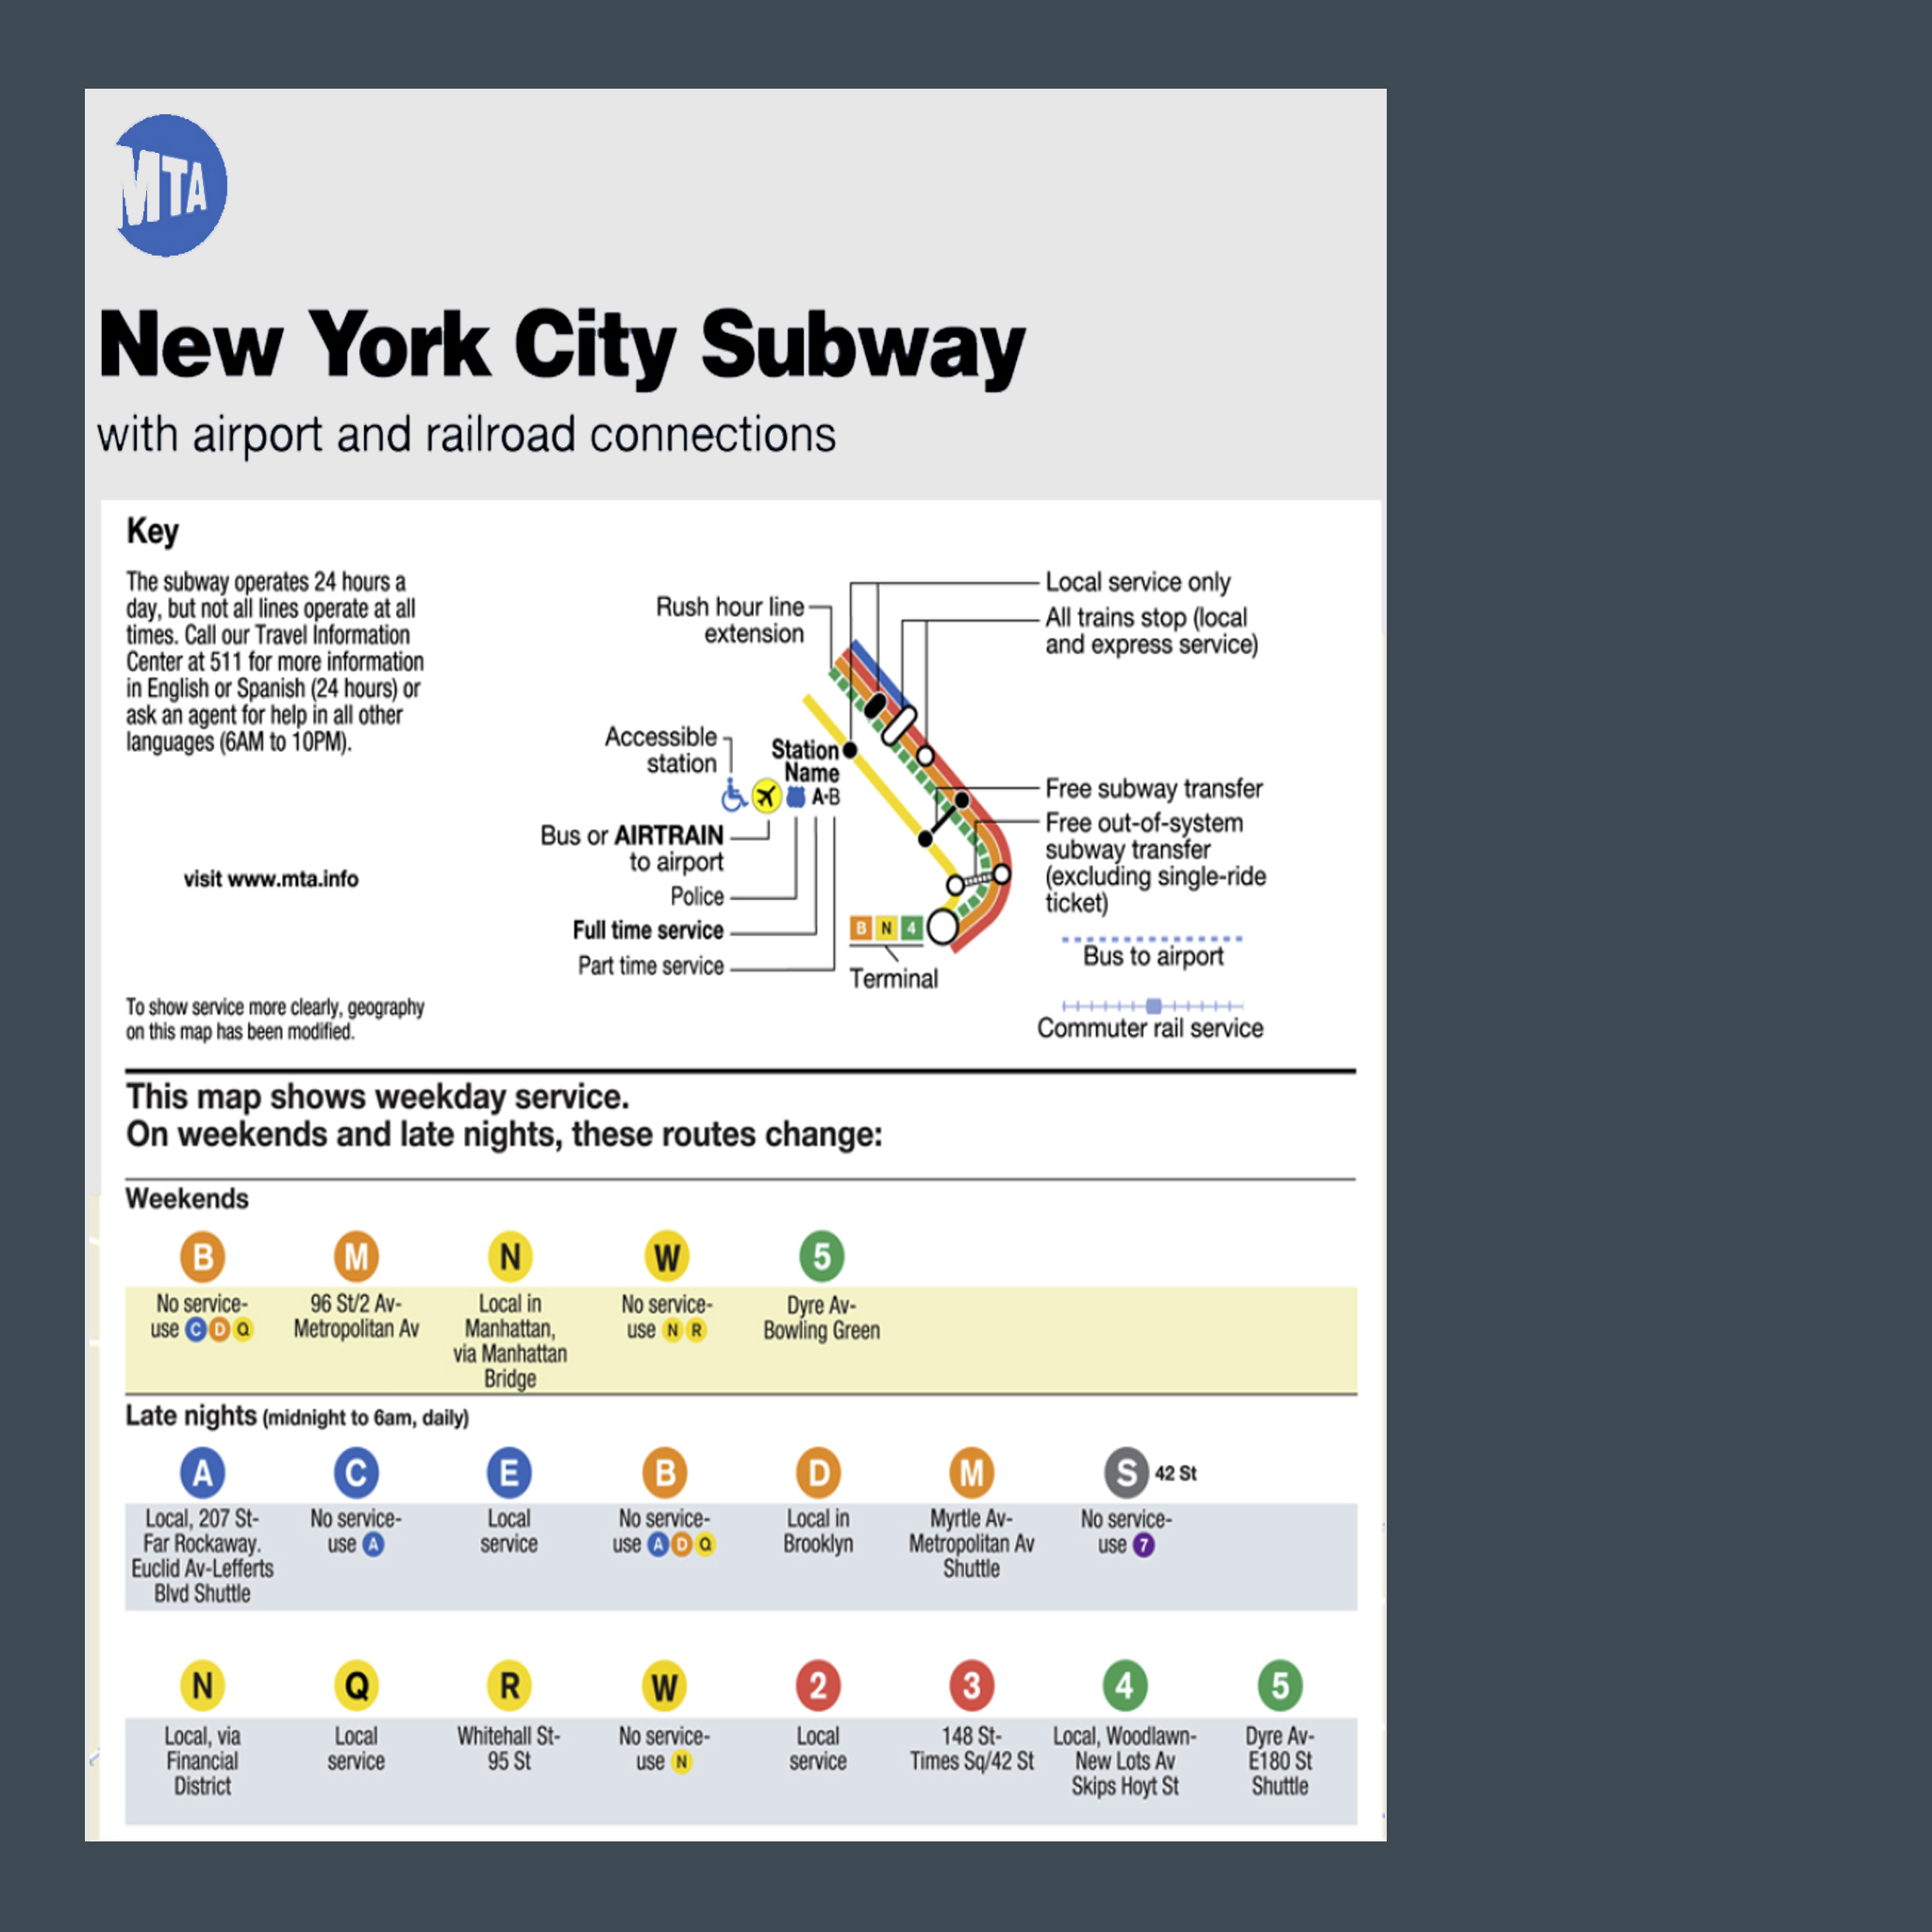 MTA
New York City Subway
with airport and railroad connections
Key
The subway operates 24 hours a
day, but not all lines operate at all
times. Call our Travel Information
Center at 511 for more information
in English or Spanish (24 hours) or
ask an agent for help in all other
languages (6AM to 10PM).
visit www.mta.info
To show service more clearly, geography
on this map has been modified.
Rush hour line
extension
Accessible
station
Station
Name
A•B
Bus or AIRTRAIN
to airport
Police
Full time service
Part time service
B N 4
Terminal
Local service only
All trains stop (local
and express service)
Free subway transfer
Free out-of-system
subway transfer
(excluding single-ride
ticket)
Bus to airport
Commuter rail service
This map shows weekday service.
On weekends and late nights, these routes change:
Weekends
B
No service-
use C D Q
M
96 St/2 Av-
Metropolitan Av
N
Local in
Manhattan,
via Manhattan
Bridge
W
No service-
use N R
5
Dyre Av-
Bowling Green
Late nights (midnight to 6am, daily)
A
Local, 207 St-
Far Rockaway.
Euclid Av-Lefferts
Blvd Shuttle
C
No service-
use A
E
Local
service
B
No service-
use A D Q
D
Local in
Brooklyn
M
Myrtle Av-
Metropolitan Av
Shuttle
S 42 St
No service-
use 7
N
Local, via
Financial
District
Q
Local
service
R
Whitehall St-
95 St
W
No service-
use N
2
Local
service
3
148 St-
Times Sq/42 St
4
Local, Woodlawn-
New Lots Av
Skips Hoyt St
5
Dyre Av-
E180 St
Shuttle